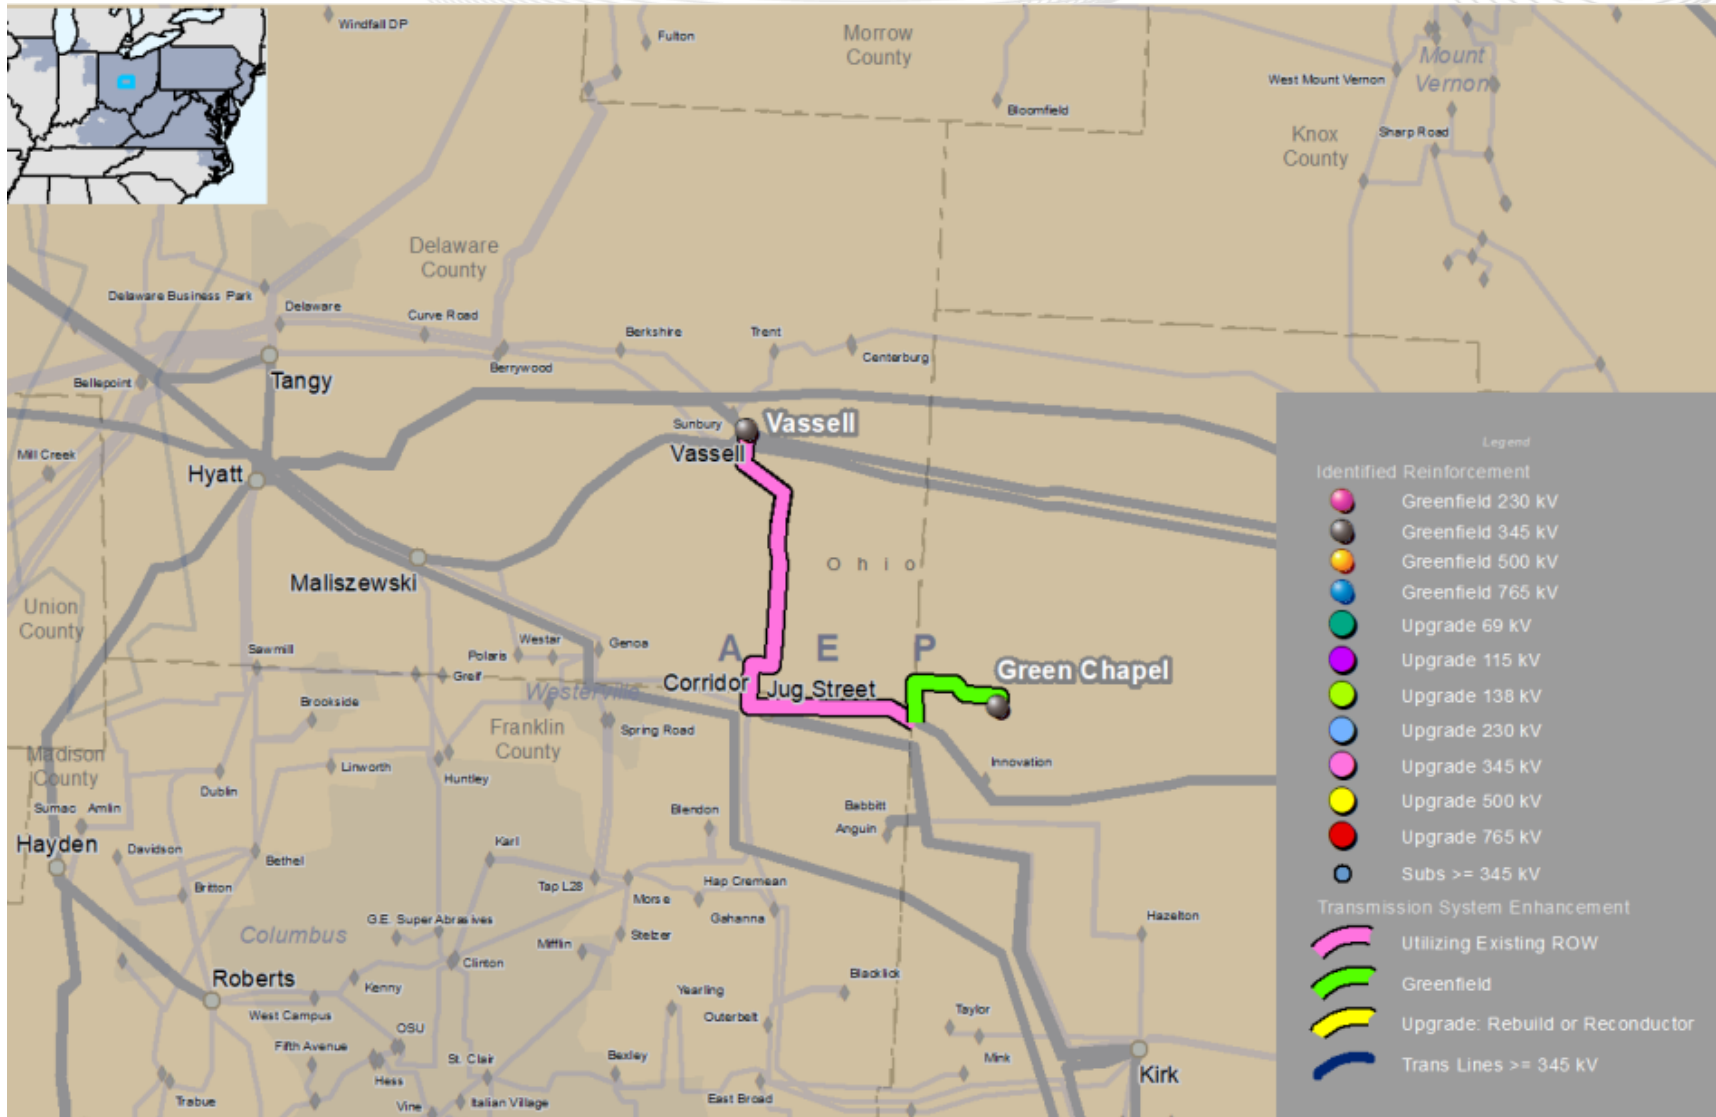 Windfall DP
Fulton
Morrow
County
Bloomfield
West Mount Vernon
Mount
Vernon
Sharp Road
Knox
County
Delaware
County
Delaware Business Park
Delaware
Curve Road
Berkshire
Trent
Centerburg
Berrywood
Bellepoint
Tangy
Sunbury
Vassell
Vassell
Mill Creek
Hyatt
Maliszewski
Ohio
Union
County
Sawmill
Westar
Genoa
Polaris
Greif
A E P
Green Chapel
Corridor
Jug Street
Westerville
Brookside
Franklin
County
Spring Road
Madison
County
Linworth
Huntley
Innovation
Dublin
Sumac
Amlin
Blendon
Babbitt
Anguin
Hayden
Davidson
Bethel
Karl
Britton
Tap L28
Hap Cremean
Morse
Gahanna
G.E. Super Abrasives
Hazelton
Columbus
Stelzer
Mifflin
Clinton
Roberts
Kenny
Blacklick
Yearling
Taylor
West Campus
Outerbelt
OSU
Fifth Avenue
St. Clair
Bexley
Mink
Kirk
Hess
Trabue
Vine
Italian Village
East Broad
Legend
Identified Reinforcement
Greenfield 230 kV
Greenfield 345 kV
Greenfield 500 kV
Greenfield 765 kV
Upgrade 69 kV
Upgrade 115 kV
Upgrade 138 kV
Upgrade 230 kV
Upgrade 345 kV
Upgrade 500 kV
Upgrade 765 kV
Subs >= 345 kV
Transmission System Enhancement
Utilizing Existing ROW
Greenfield
Upgrade: Rebuild or Reconductor
Trans Lines >= 345 kV